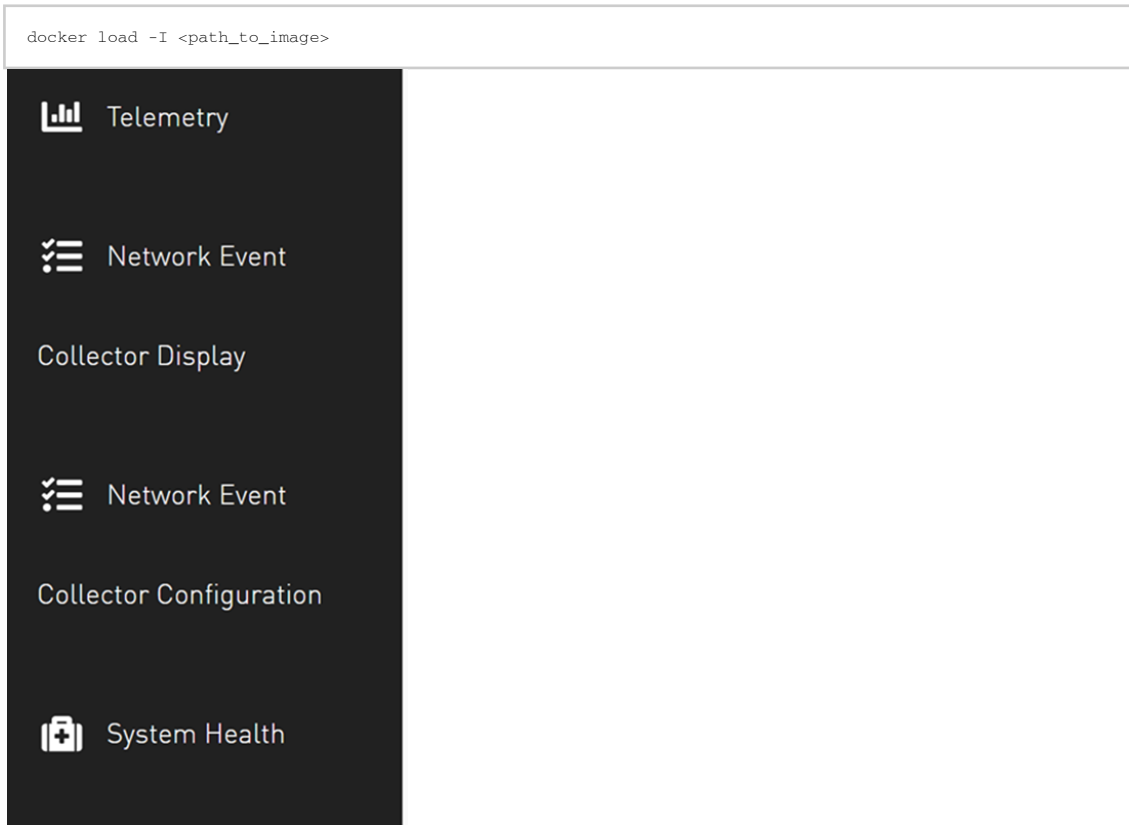 docker load -I <path_to_image>
Telemetry
Network Event
Collector Display
Network Event
Collector Configuration
System Health